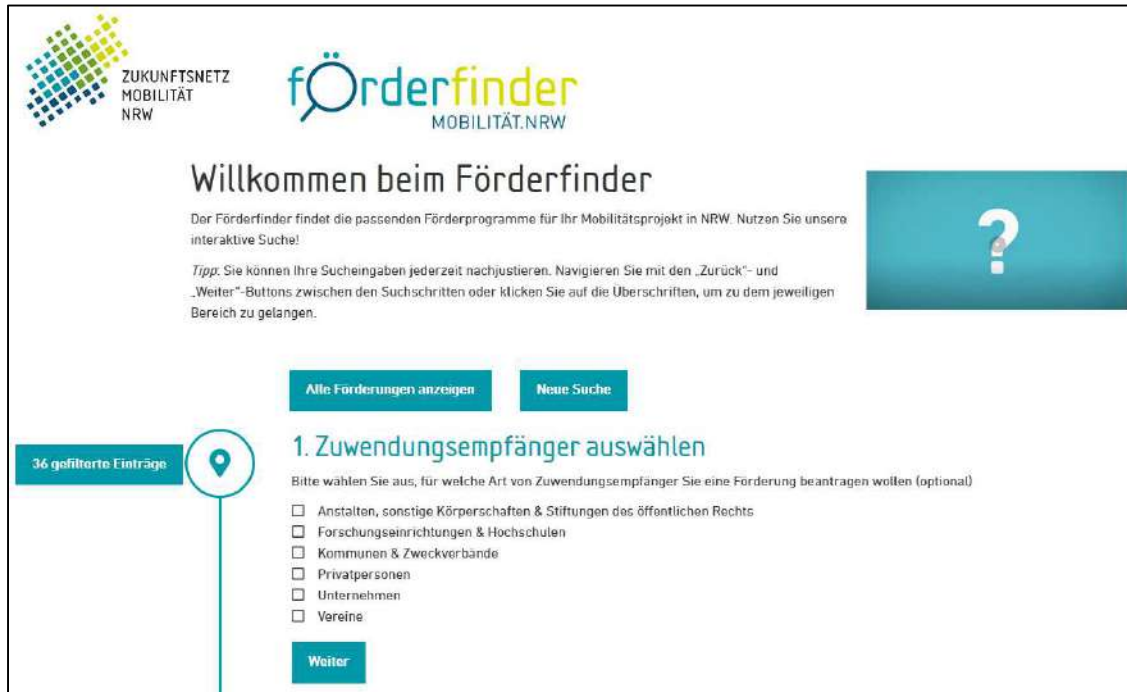 ZUKUNFTSNETZ
MOBILITÄT
NRW
förderfinder
MOBILITÄT.NRW
Willkommen beim Förderfinder
Der Förderfinder findet die passenden Förderprogramme für Ihr Mobilitätsprojekt in NRW. Nutzen Sie unsere
interaktive Suche!
Tipp: Sie können Ihre Sucheingaben jederzeit nachjustieren. Navigieren Sie mit den „Zurück"- und
„Weiter"-Buttons zwischen den Suchschritten oder klicken Sie auf die Überschriften, um zu dem jeweiligen
Bereich zu gelangen.
?
Alle Förderungen anzeigen
Neue Suche
36 gefilterte Einträge
1. Zuwendungsempfänger auswählen
Bitte wählen Sie aus, für welche Art von Zuwendungsempfänger Sie eine Förderung beantragen wollen (optional)
Anstalten, sonstige Körperschaften & Stiftungen des öffentlichen Rechts
Forschungseinrichtungen & Hochschulen
Kommunen & Zweckverbände
Privatpersonen
Unternehmen
Vereine
Weiter